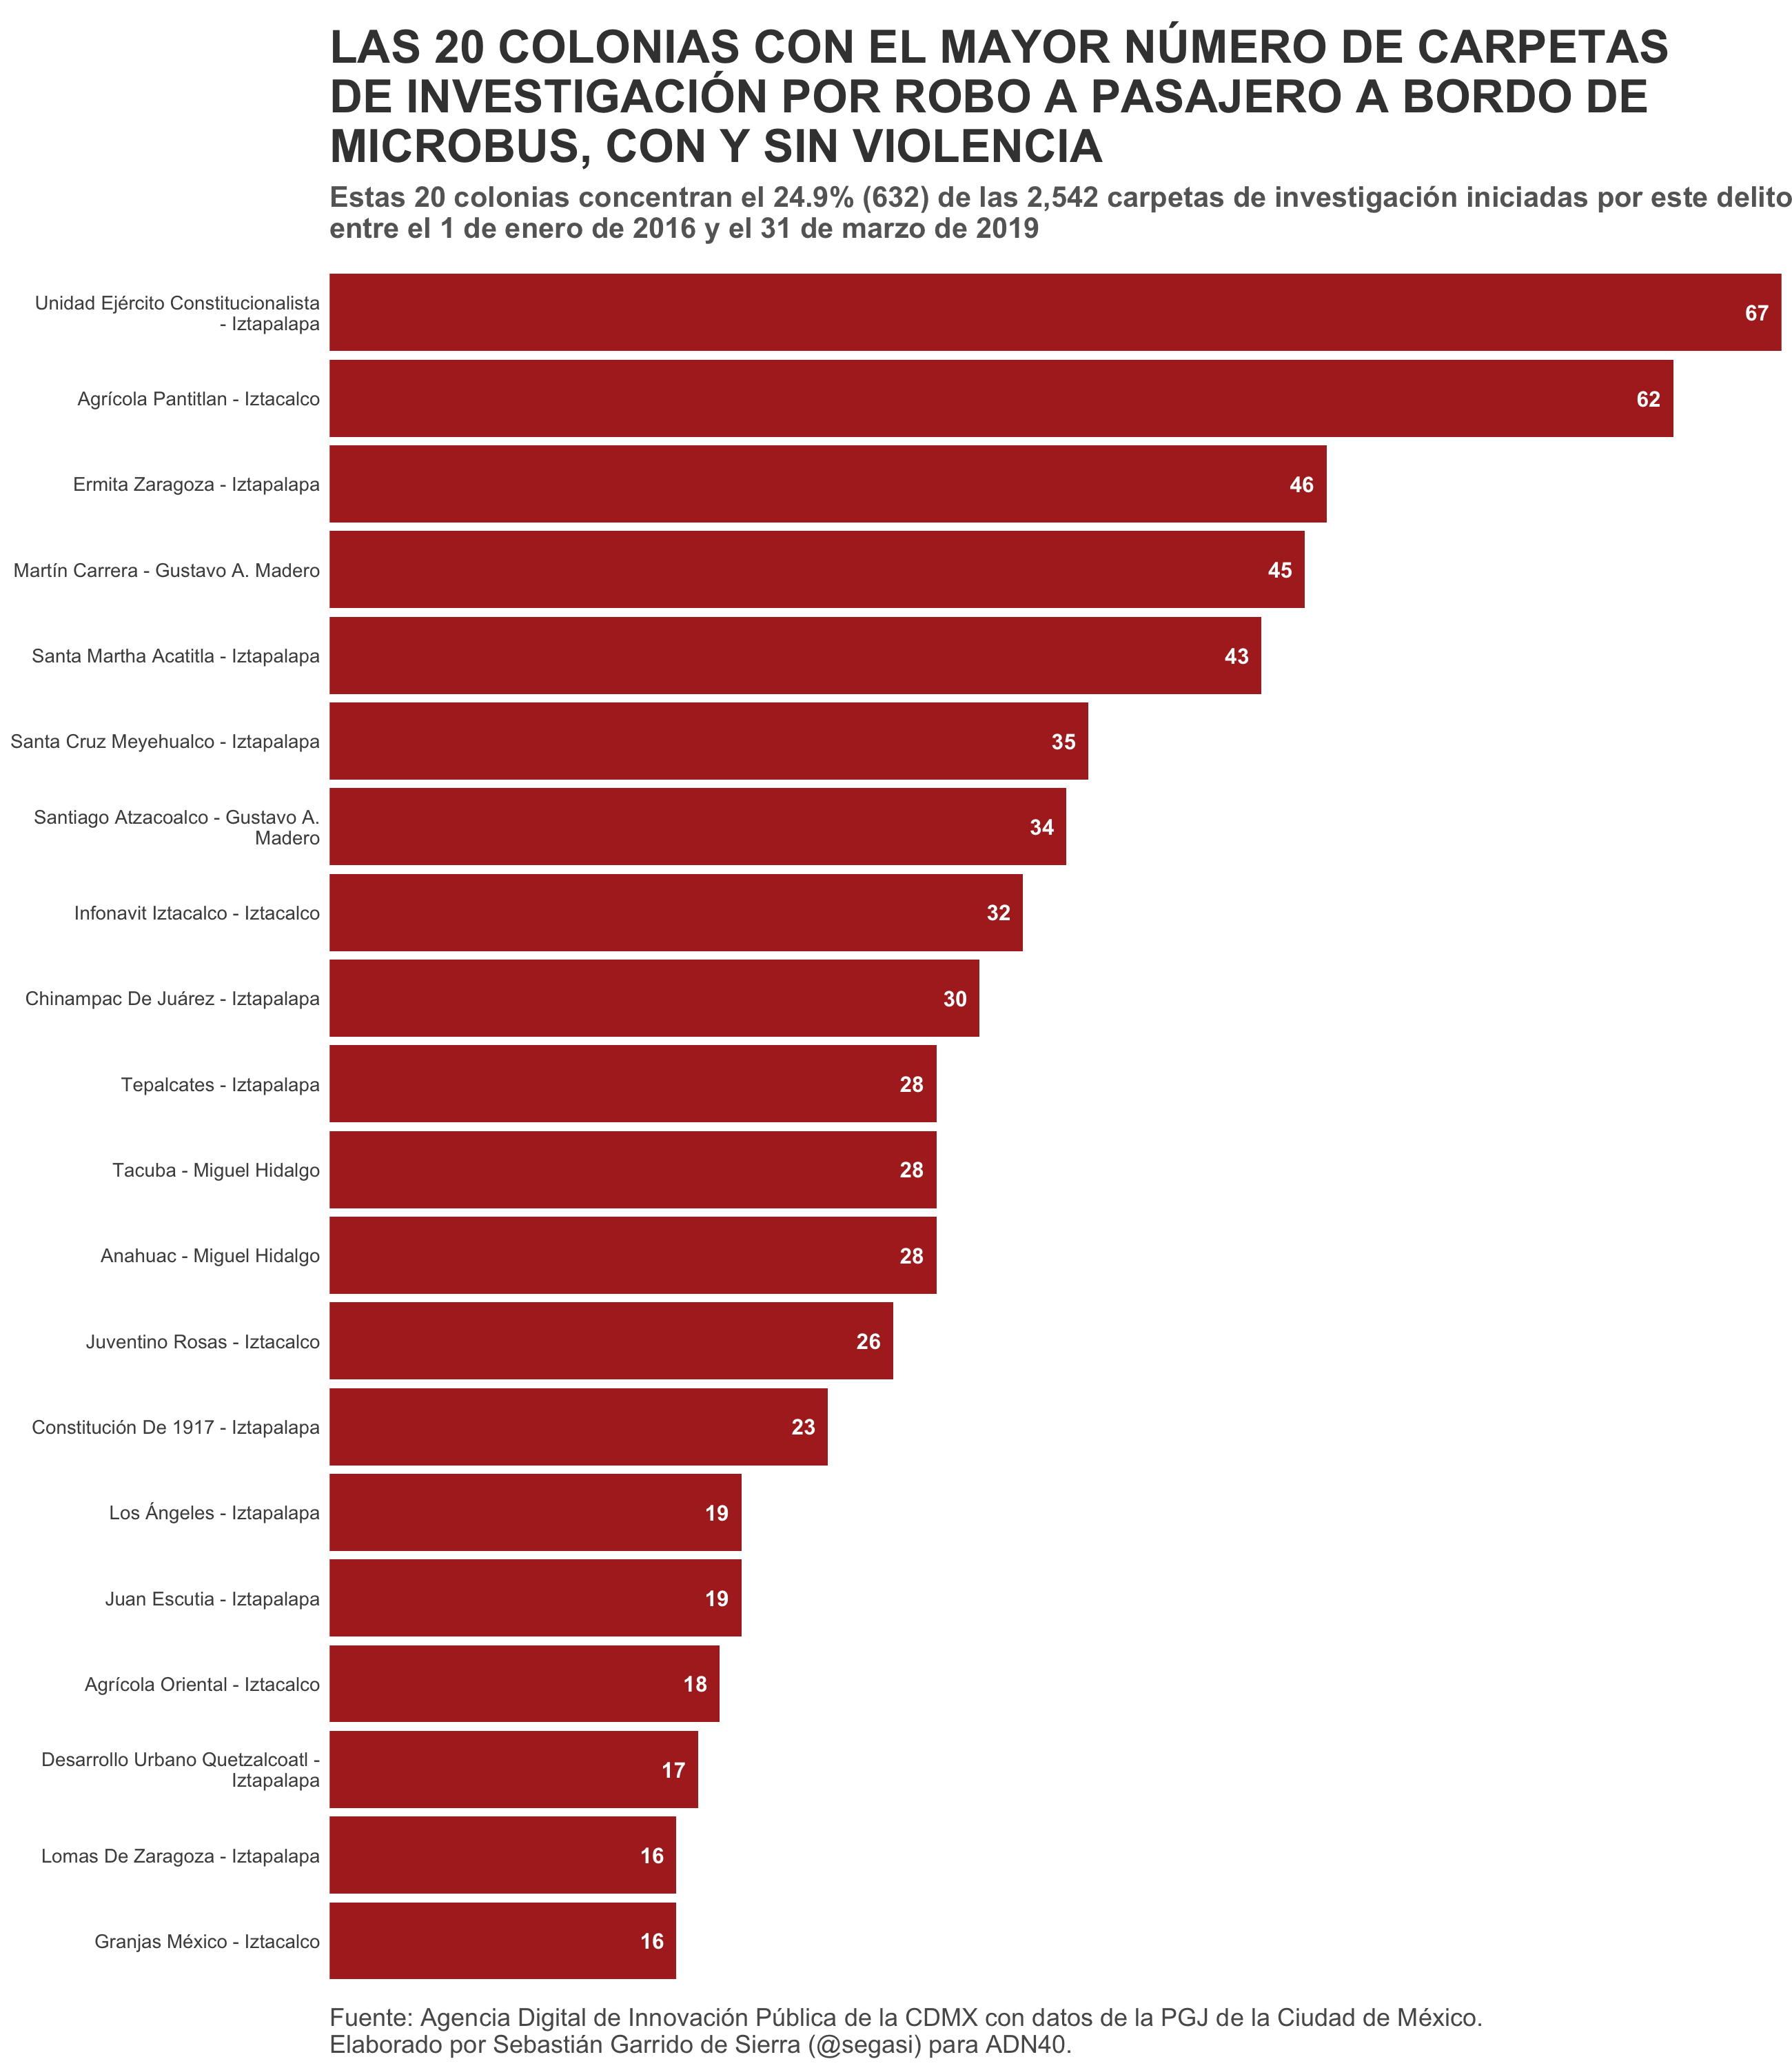 LAS 20 COLONIAS CON EL MAYOR NÚMERO DE CARPETAS
DE INVESTIGACIÓN POR ROBO A PASAJERO A BORDO DE
MICROBUS, CON Y SIN VIOLENCIA
Estas 20 colonias concentran el 24.9% (632) de las 2,542 carpetas de investigación iniciadas por este delito
entre el 1 de enero de 2016 y el 31 de marzo de 2019
Unidad Ejército Constitucionalista
- Iztapalapa
67
Agrícola Pantitlan - Iztacalco
62
Ermita Zaragoza - Iztapalapa
46
Martín Carrera - Gustavo A. Madero
45
Santa Martha Acatitla - Iztapalapa
43
Santa Cruz Meyehualco - Iztapalapa
35
Santiago Atzacoalco - Gustavo A.
Madero
34
Infonavit Iztacalco - Iztacalco
32
Chinampac De Juárez - Iztapalapa
30
Tepalcates - Iztapalapa
28
Tacuba - Miguel Hidalgo
28
Anahuac - Miguel Hidalgo
28
Juventino Rosas - Iztacalco
26
Constitución De 1917 - Iztapalapa
23
Los Ángeles - Iztapalapa
19
Juan Escutia - Iztapalapa
19
Agrícola Oriental - Iztacalco
18
Desarrollo Urbano Quetzalcoatl -
Iztapalapa
17
Lomas De Zaragoza - Iztapalapa
16
Granjas México - Iztacalco
16
Fuente: Agencia Digital de Innovación Pública de la CDMX con datos de la PGJ de la Ciudad de México.
Elaborado por Sebastián Garrido de Sierra (@segasi) para ADN40.